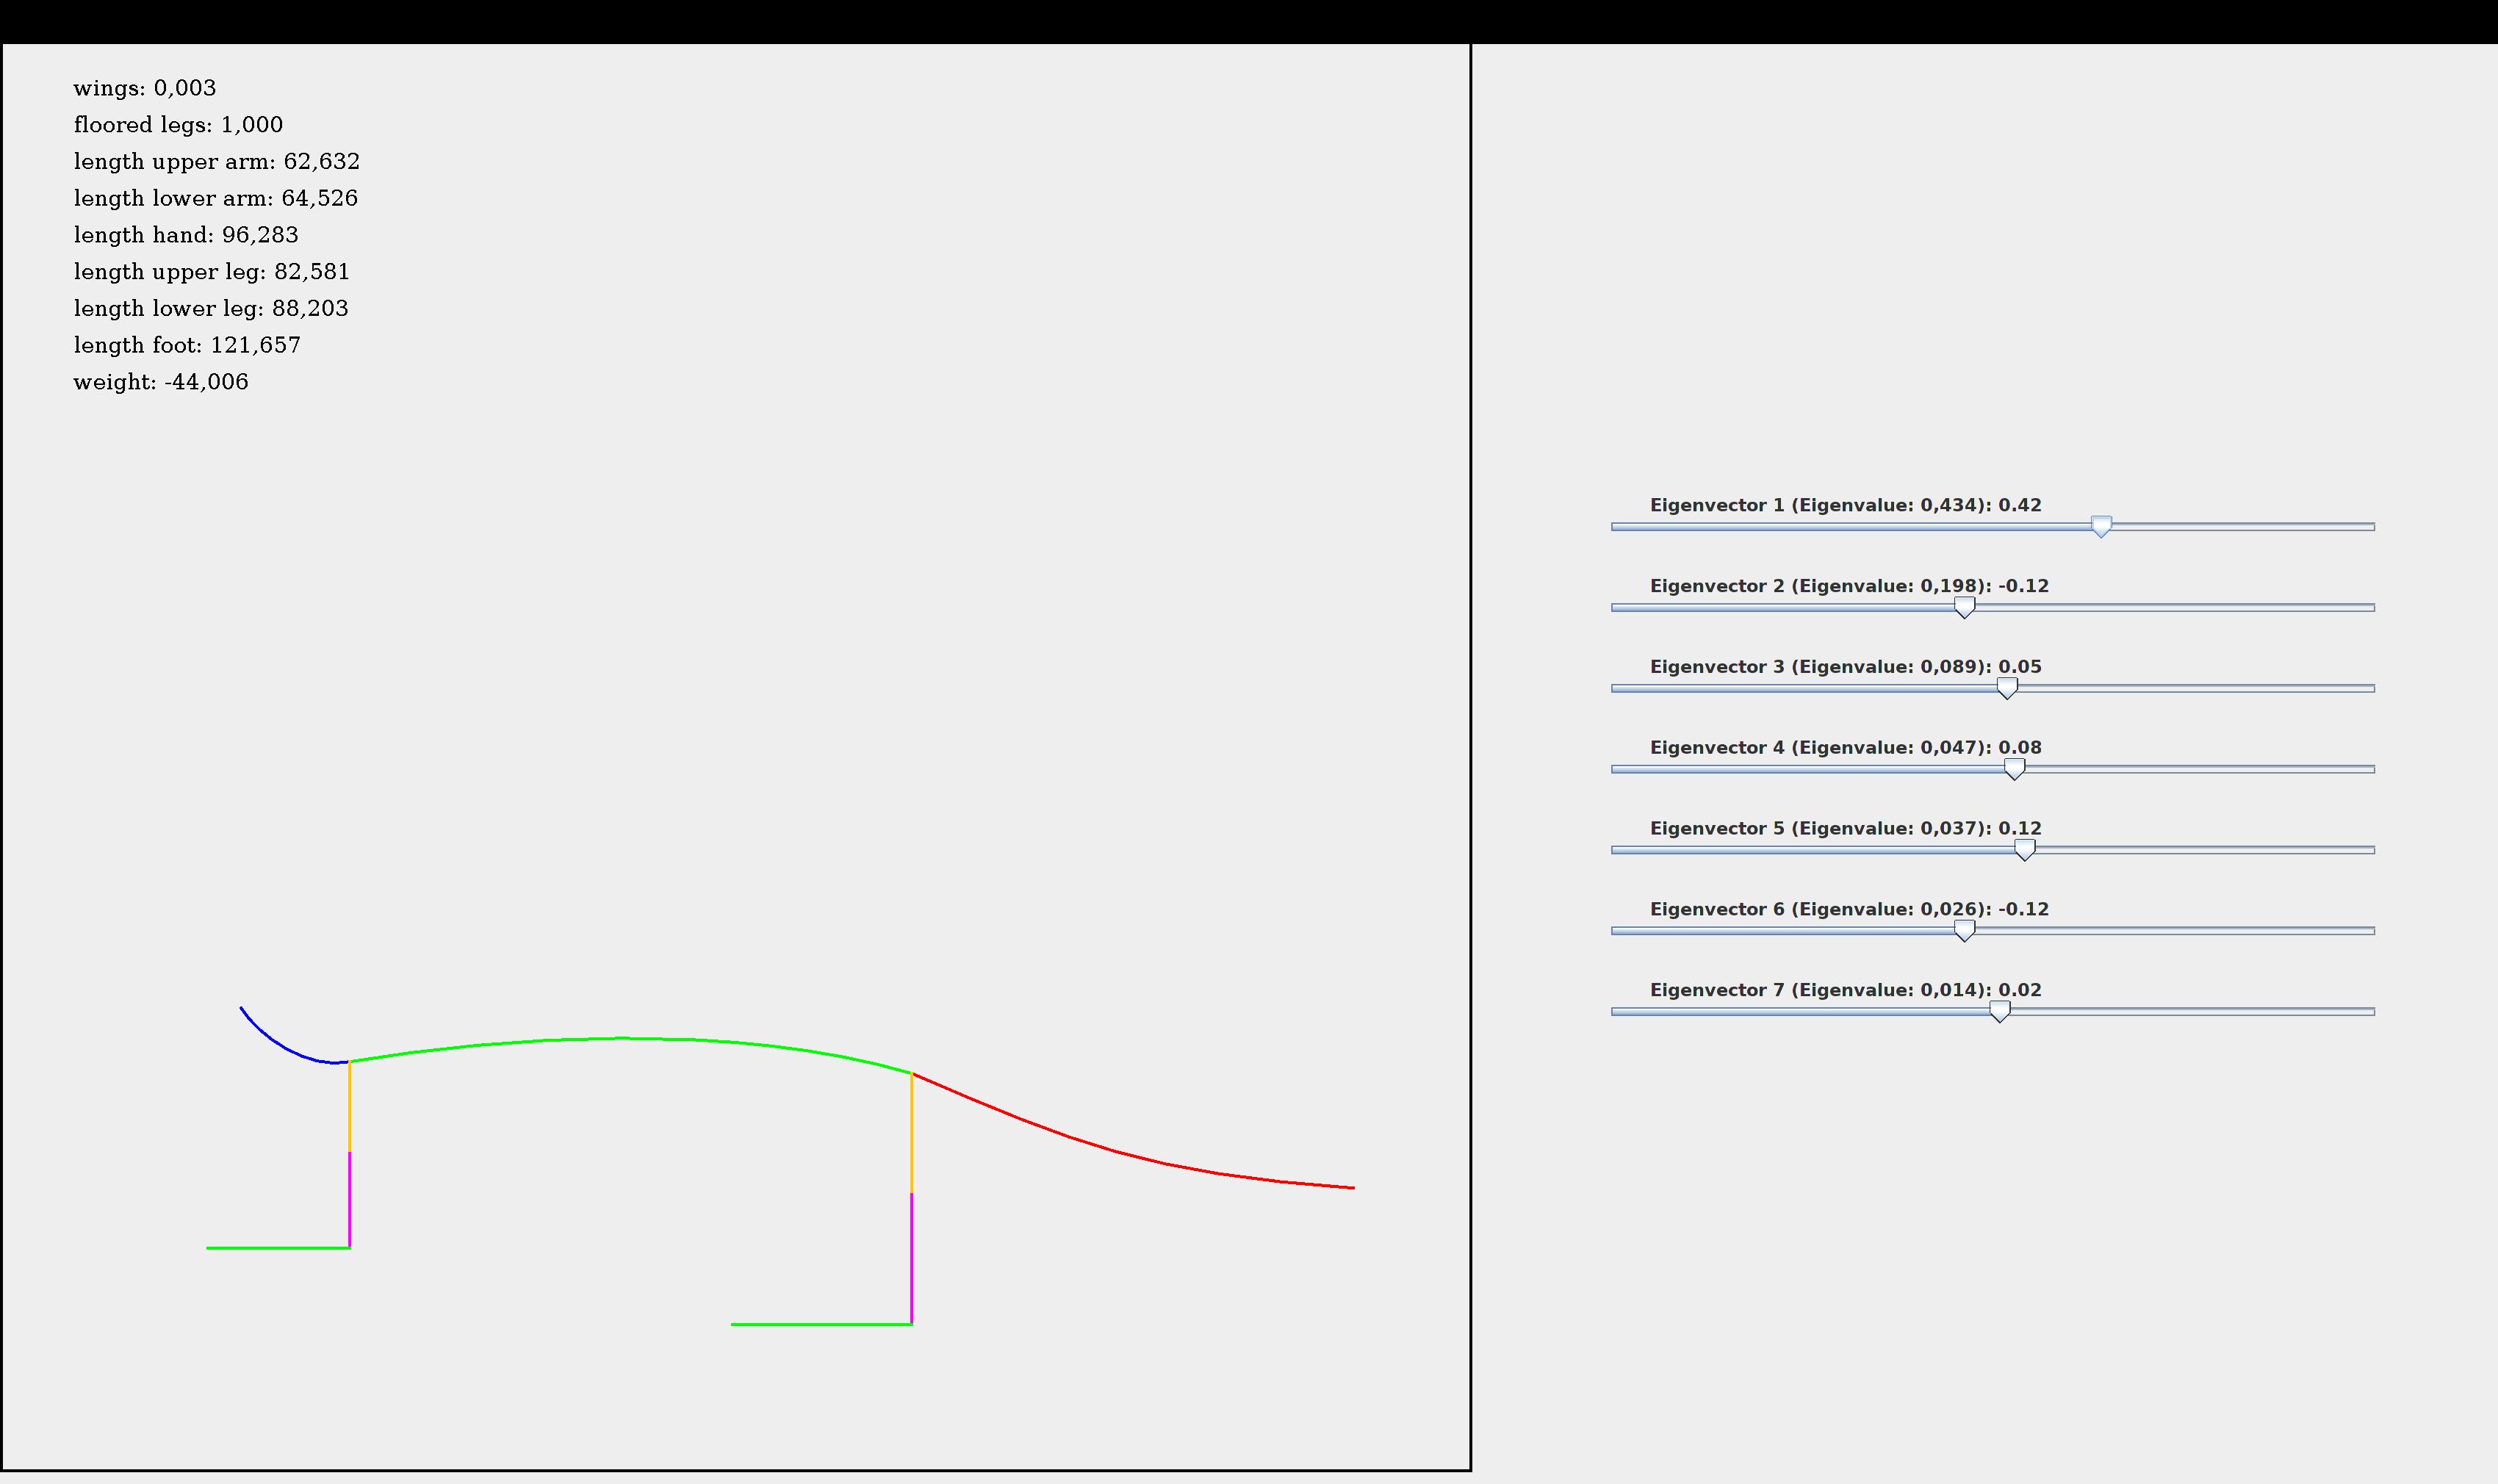 wings: 0,003
floored legs: 1,000
length upper arm: 62,632
length lower arm: 64,526
length hand: 96,283
length upper leg: 82,581
length lower leg: 88,203
length foot: 121,657
weight: -44,006
Eigenvector 1 (Eigenvalue: 0,434): 0.42
Eigenvector 2 (Eigenvalue: 0,198): -0.12
Eigenvector 3 (Eigenvalue: 0,089): 0.05
Eigenvector 4 (Eigenvalue: 0,047): 0.08
Eigenvector 5 (Eigenvalue: 0,037): 0.12
Eigenvector 6 (Eigenvalue: 0,026): -0.12
Eigenvector 7 (Eigenvalue: 0,014): 0.02